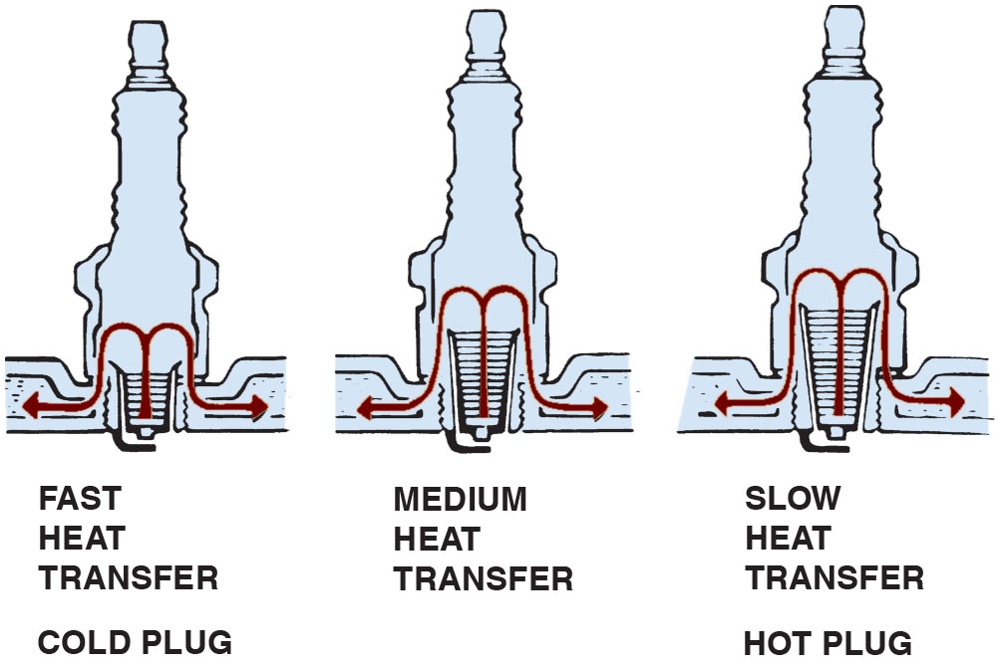 FAST
HEAT
TRANSFER
COLD PLUG
MEDIUM
HEAT
TRANSFER
SLOW
HEAT
TRANSFER
HOT PLUG